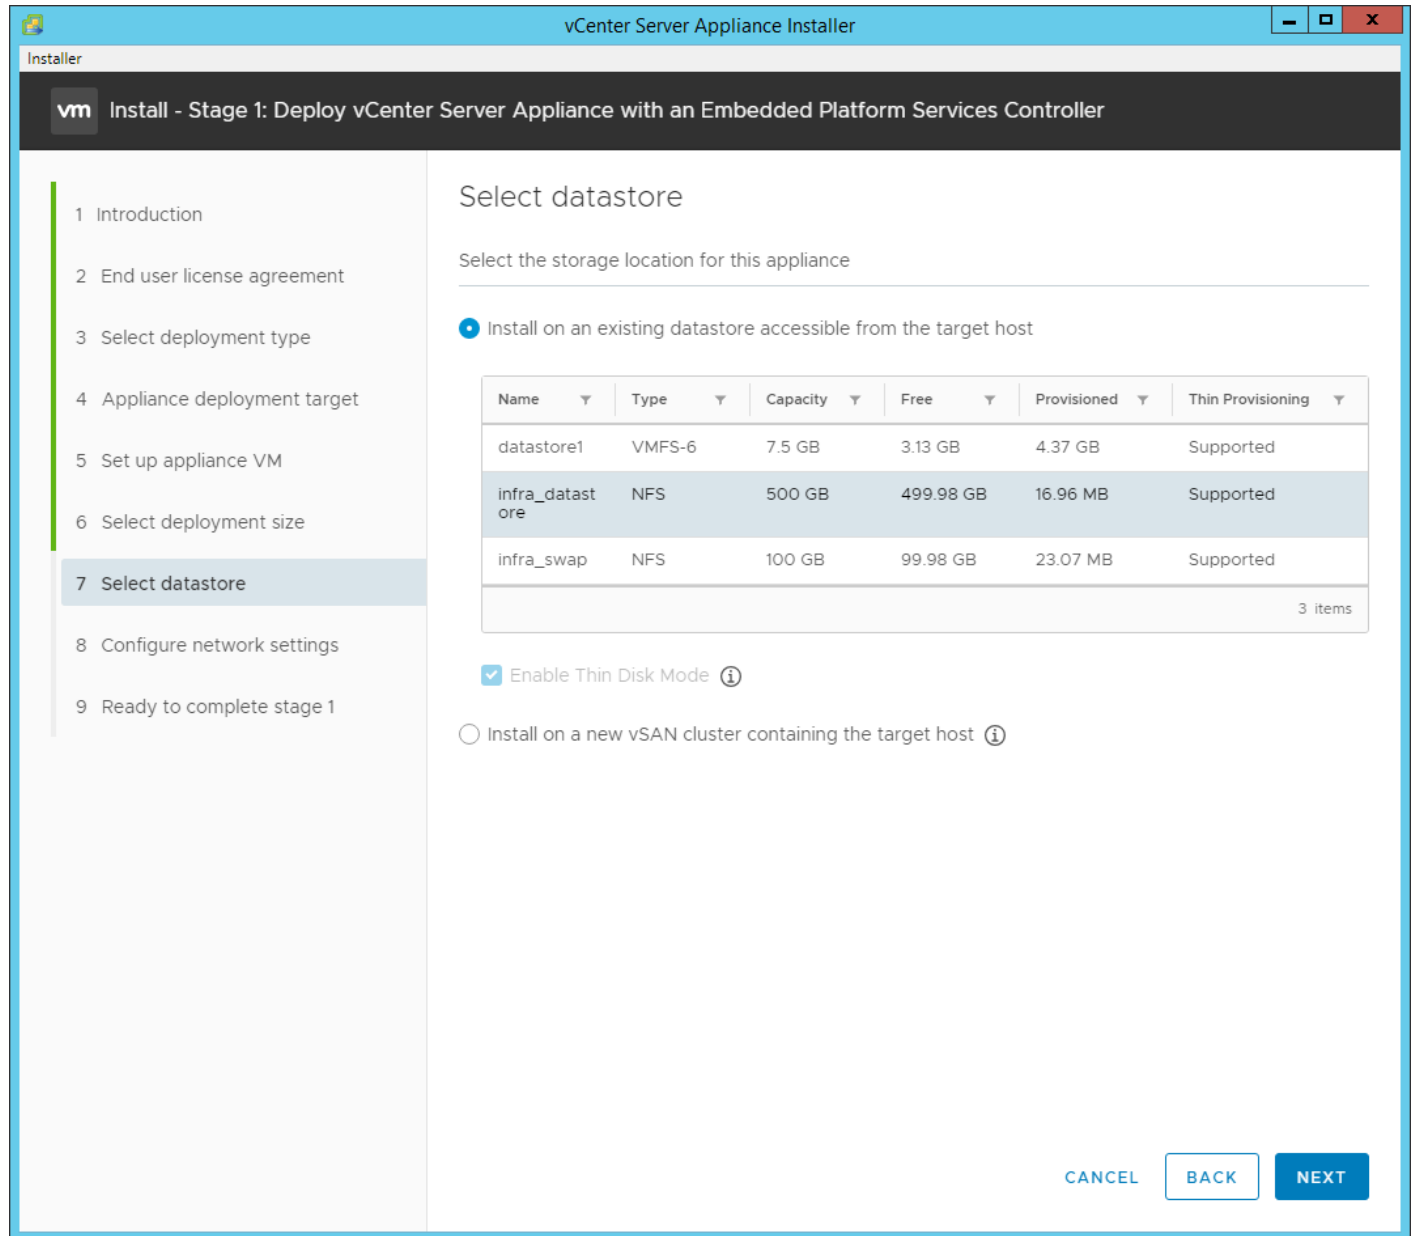 vCenter Server Appliance Installer
Installer
vm Install - Stage 1: Deploy vCenter Server Appliance with an Embedded Platform Services Controller
1 Introduction
2 End user license agreement
3 Select deployment type
4 Appliance deployment target
5 Set up appliance VM
6 Select deployment size
7 Select datastore
8 Configure network settings
9 Ready to complete stage 1
Select datastore
Select the storage location for this appliance
Install on an existing datastore accessible from the target host
Name Type Capacity Free Provisioned Thin Provisioning
datastore1 VMFS-6 7.5 GB 3.13 GB 4.37 GB Supported
infra_datast NFS 500 GB 499.98 GB 16.96 MB Supported
ore
infra_swap NFS 100 GB 99.98 GB 23.07 MB Supported
3 items
Enable Thin Disk Mode
Install on a new vSAN cluster containing the target host
CANCEL BACK NEXT